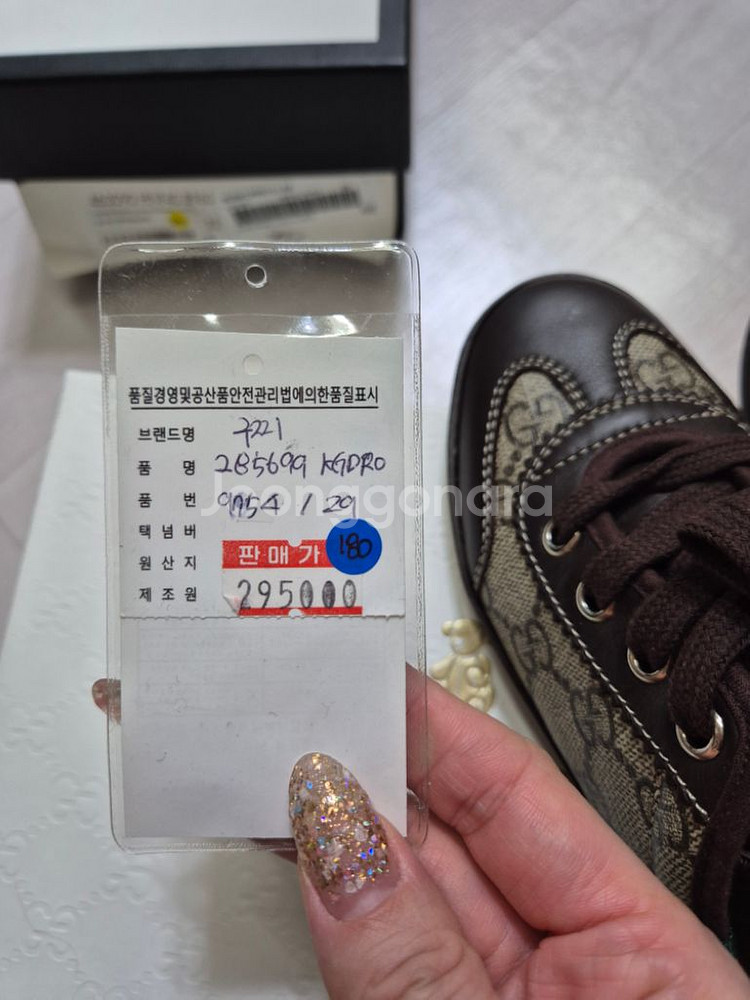 품질경영및공산품안전관리법에의한품질표시
브랜드명 구찌
품 명 285699 KGDR0
품 번 9754 / 29
택넘버
원산지 판매가 180
제조원 295000
Joonggonara